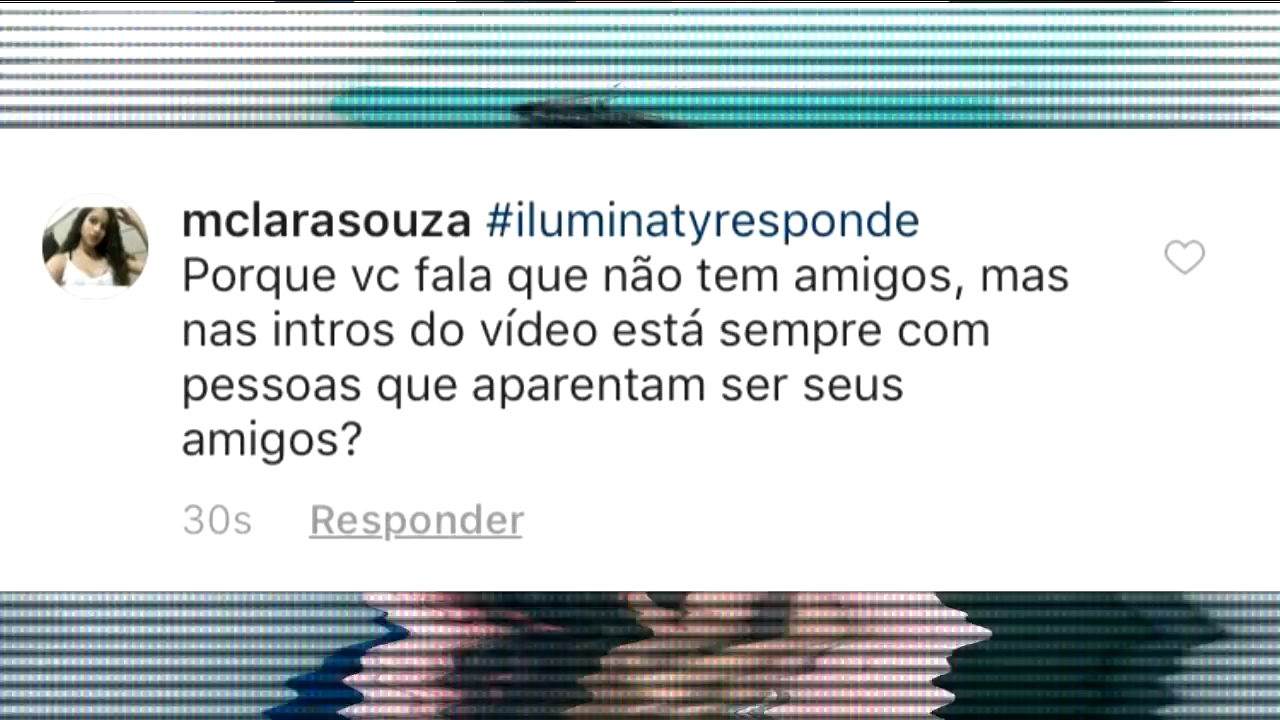 mclarasouza #iluminatyresponde
Porque vc fala que não tem amigos, mas
nas intros do vídeo está sempre com
pessoas que aparentam ser seus
amigos?
30s Responder